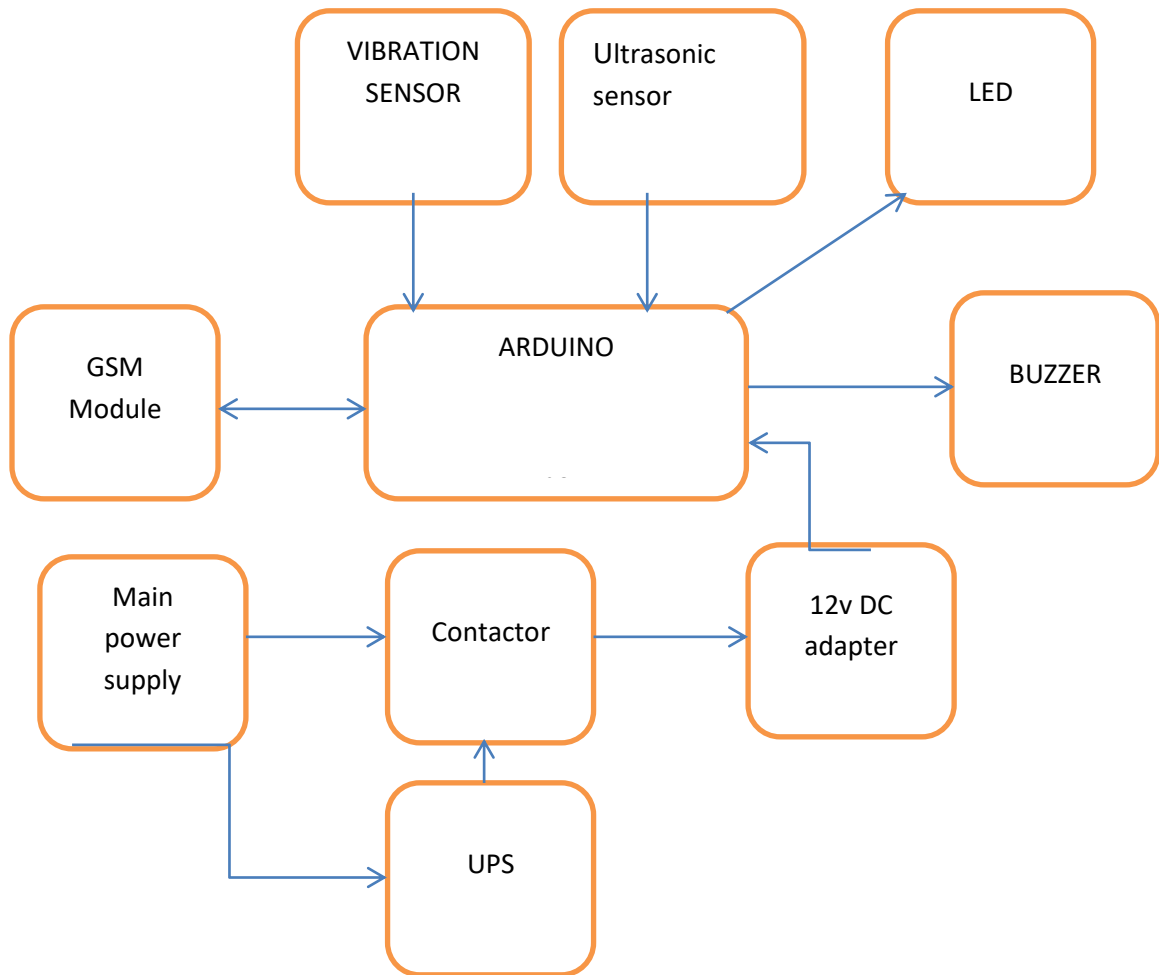 VIBRATION
SENSOR
Ultrasonic
sensor
LED
GSM
Module
ARDUINO
BUZZER
Main
power
supply
Contactor
12v DC
adapter
UPS